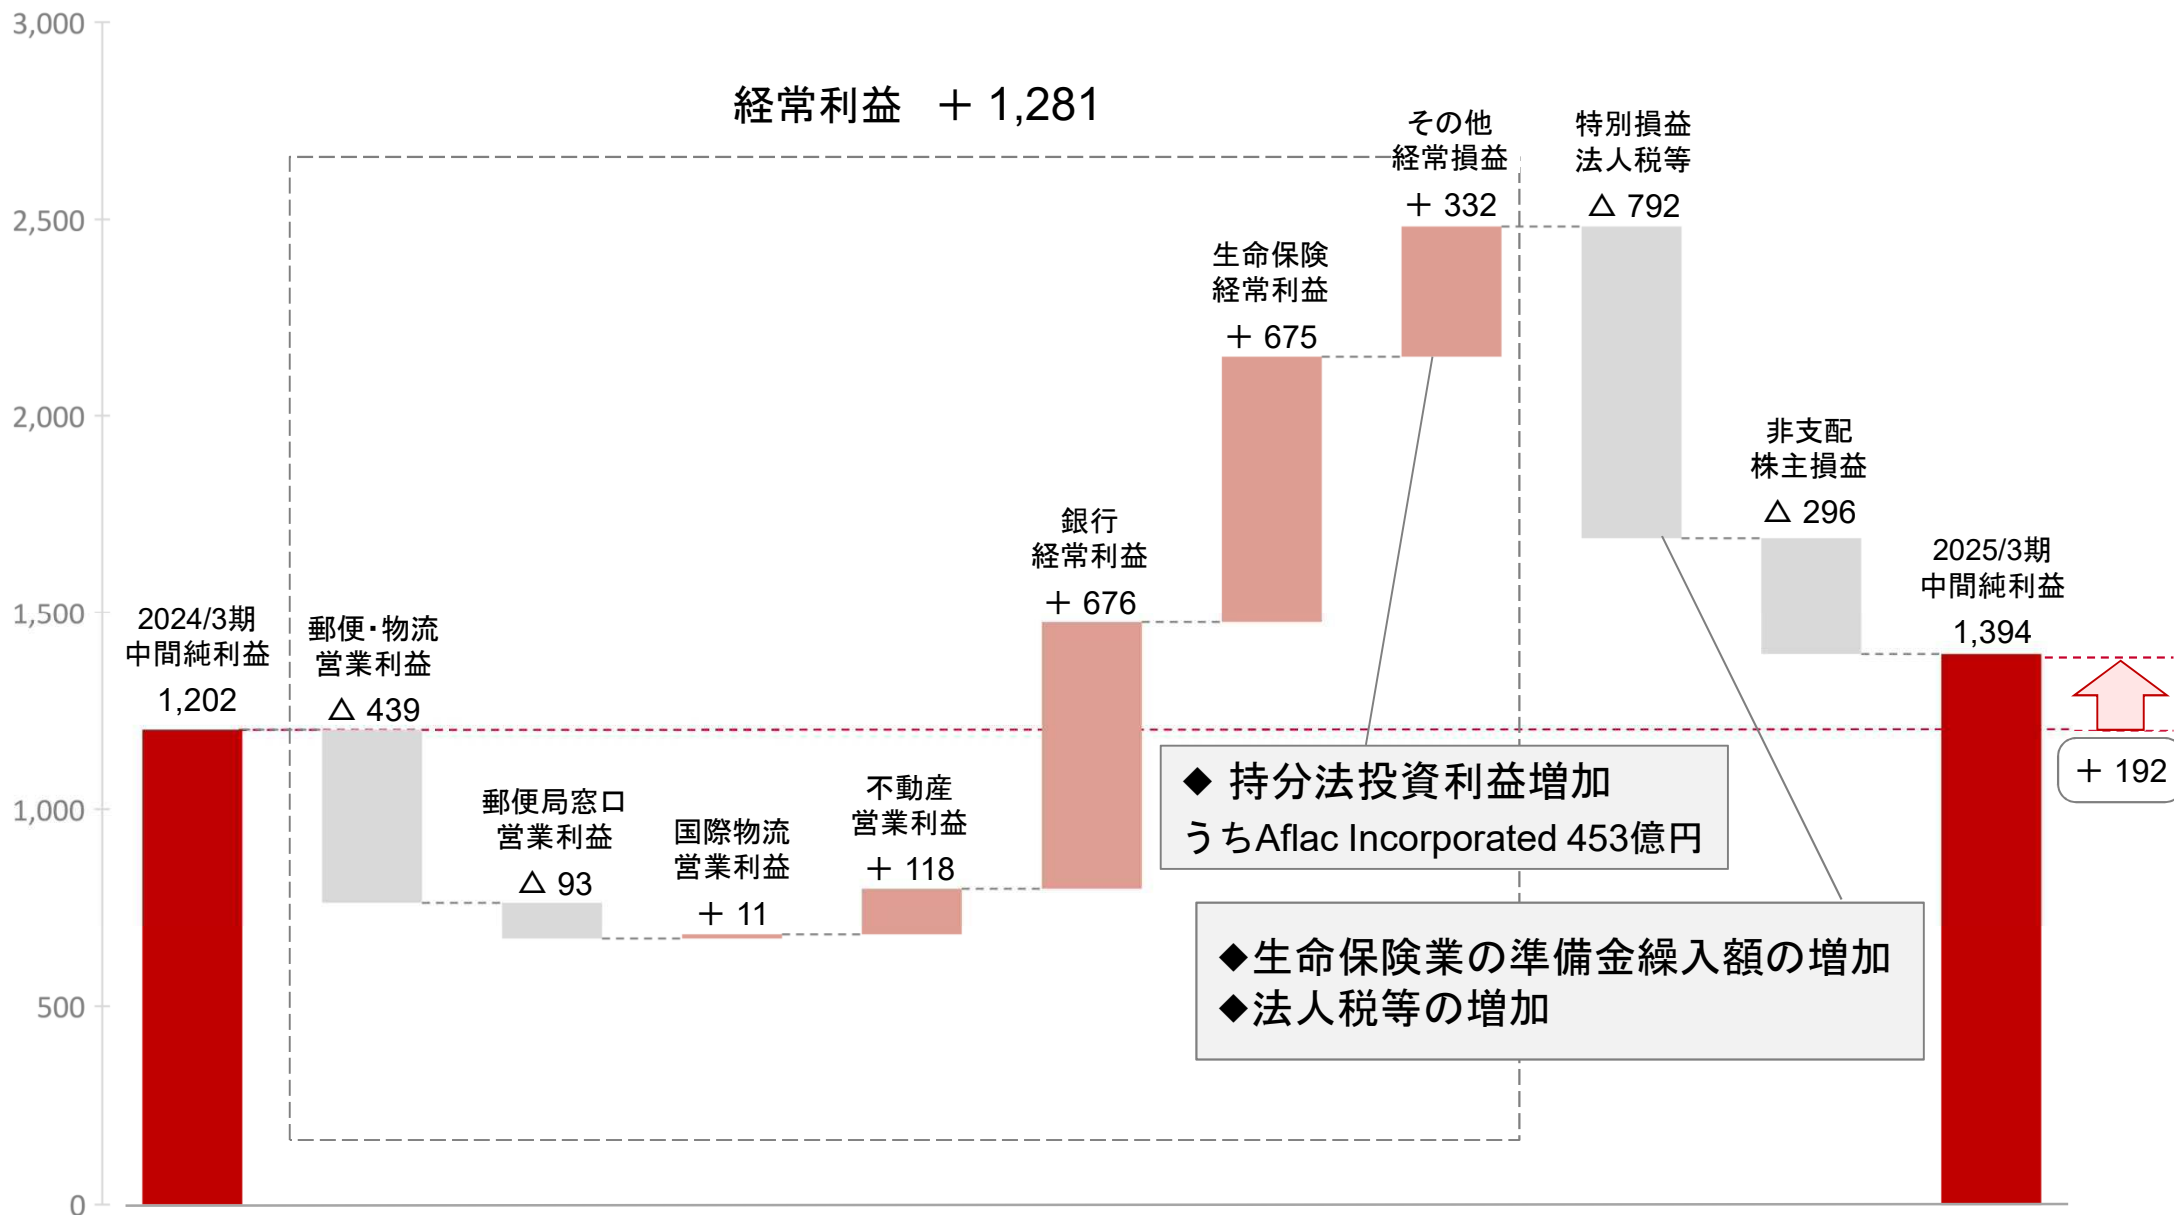 3,000
2,500
2,000
1,500
1,000
500
0
経常利益 ＋ 1,281
2024/3期
中間純利益
1,202
郵便・物流
営業利益
△ 439
郵便局窓口
営業利益
△ 93
国際物流
営業利益
＋ 11
不動産
営業利益
＋ 118
銀行
経常利益
＋ 676
生命保険
経常利益
＋ 675
その他
経常損益
＋ 332
特別損益
法人税等
△ 792
非支配
株主損益
△ 296
2025/3期
中間純利益
1,394
＋ 192
◆ 持分法投資利益増加
うちAflac Incorporated 453億円
◆生命保険業の準備金繰入額の増加
◆法人税等の増加